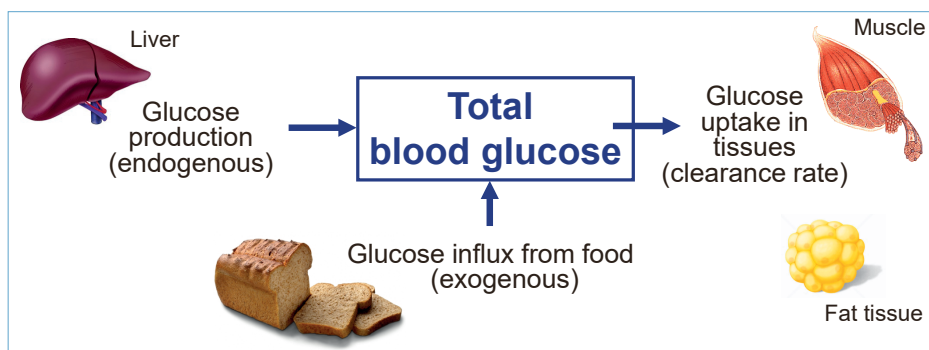 Liver
Glucose
production
(endogenous)
Total
blood glucose
Glucose influx from food
(exogenous)
Muscle
Glucose
uptake in
tissues
(clearance rate)
Fat tissue